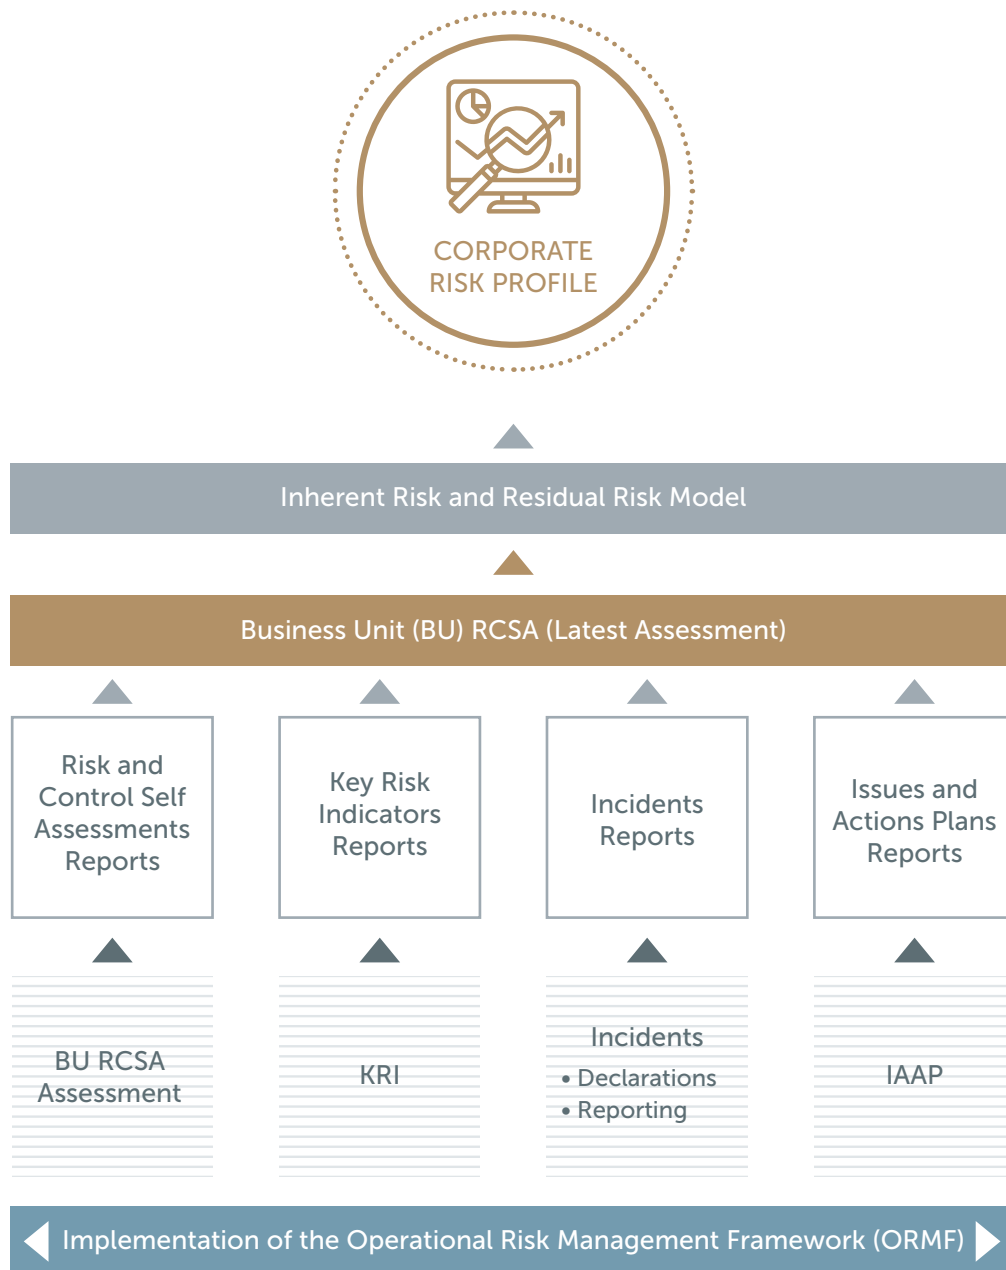 CORPORATE
RISK PROFILE
Inherent Risk and Residual Risk Model
Business Unit (BU) RCSA (Latest Assessment)
Risk and
Control Self
Assessments
Reports
Key Risk
Indicators
Reports
Incidents
Reports
Issues and
Actions Plans
Reports
BU RCSA
Assessment
KRI
Incidents
• Declarations
• Reporting
IAAP
Implementation of the Operational Risk Management Framework (ORMF)